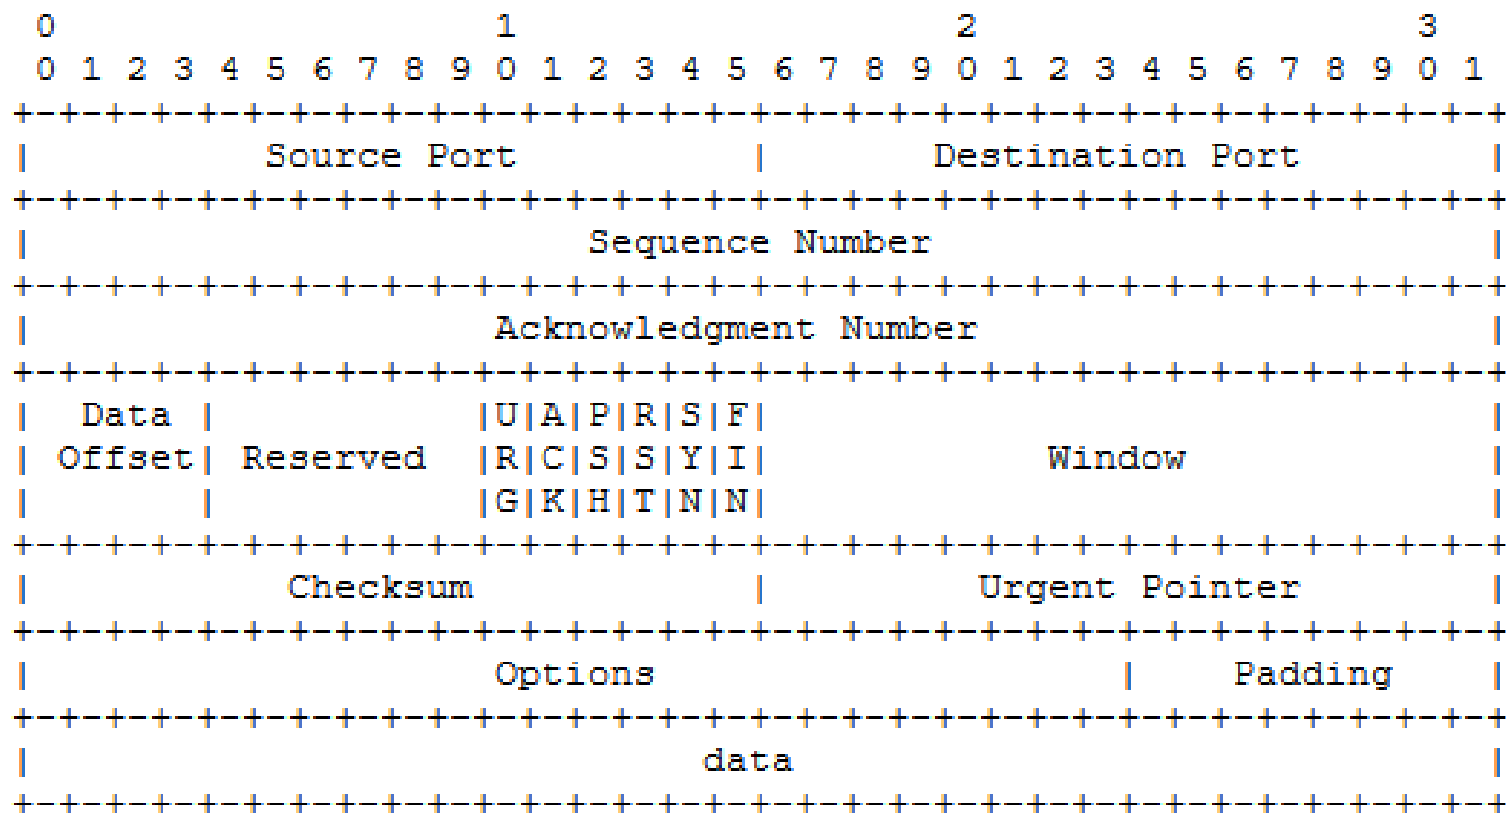 0                   1                   2                   3
 0 1 2 3 4 5 6 7 8 9 0 1 2 3 4 5 6 7 8 9 0 1 2 3 4 5 6 7 8 9 0 1
+-+-+-+-+-+-+-+-+-+-+-+-+-+-+-+-+-+-+-+-+-+-+-+-+-+-+-+-+-+-+-+-+
|          Source Port          |       Destination Port        |
+-+-+-+-+-+-+-+-+-+-+-+-+-+-+-+-+-+-+-+-+-+-+-+-+-+-+-+-+-+-+-+-+
|                        Sequence Number                        |
+-+-+-+-+-+-+-+-+-+-+-+-+-+-+-+-+-+-+-+-+-+-+-+-+-+-+-+-+-+-+-+-+
|                    Acknowledgment Number                      |
+-+-+-+-+-+-+-+-+-+-+-+-+-+-+-+-+-+-+-+-+-+-+-+-+-+-+-+-+-+-+-+-+
|  Data |           |U|A|P|R|S|F|                               |
| Offset| Reserved  |R|C|S|S|Y|I|            Window             |
|       |           |G|K|H|T|N|N|                               |
+-+-+-+-+-+-+-+-+-+-+-+-+-+-+-+-+-+-+-+-+-+-+-+-+-+-+-+-+-+-+-+-+
|           Checksum            |         Urgent Pointer        |
+-+-+-+-+-+-+-+-+-+-+-+-+-+-+-+-+-+-+-+-+-+-+-+-+-+-+-+-+-+-+-+-+
|                    Options                    |    Padding    |
+-+-+-+-+-+-+-+-+-+-+-+-+-+-+-+-+-+-+-+-+-+-+-+-+-+-+-+-+-+-+-+-+
|                             data                              |
+-+-+-+-+-+-+-+-+-+-+-+-+-+-+-+-+-+-+-+-+-+-+-+-+-+-+-+-+-+-+-+-+